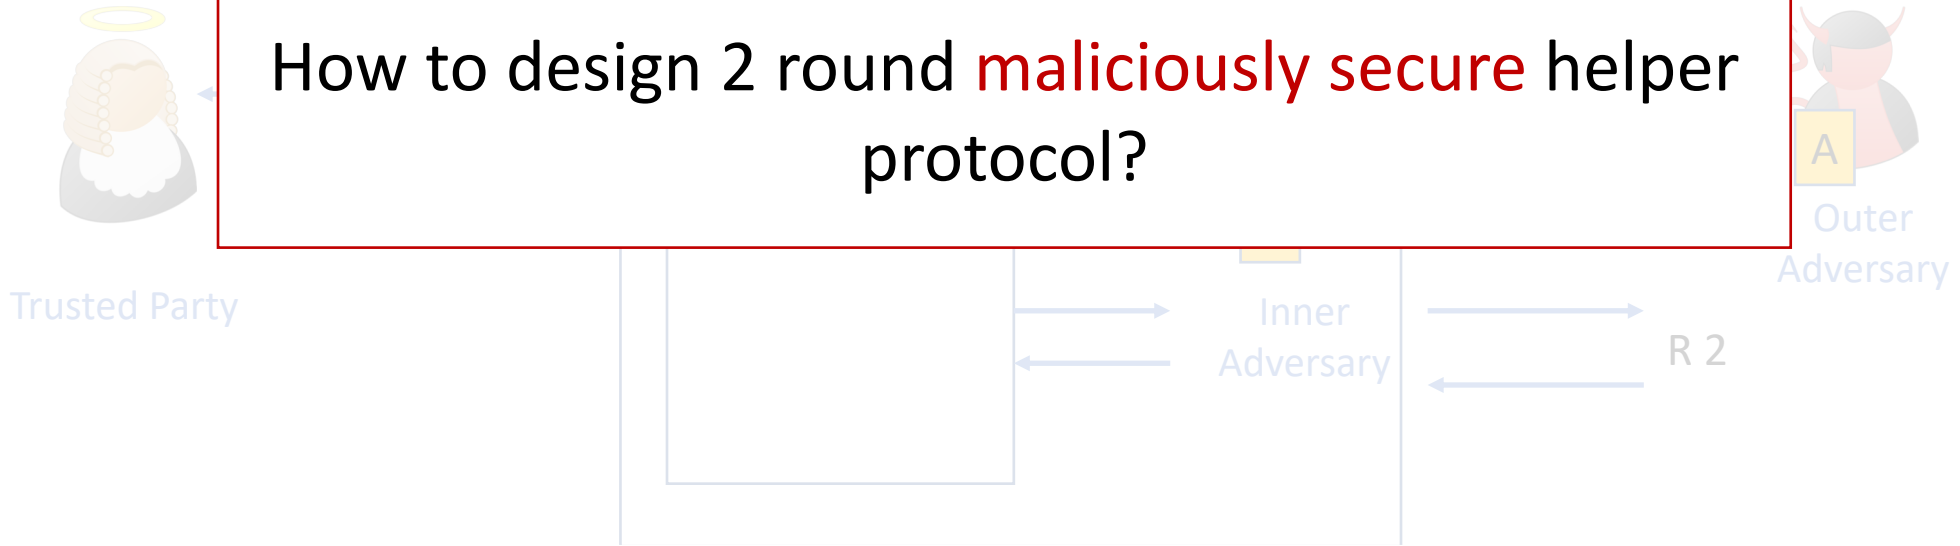 How to design 2 round maliciously secure helper
protocol?
A
Outer
Adversary
Trusted Party
Inner
Adversary
R 2